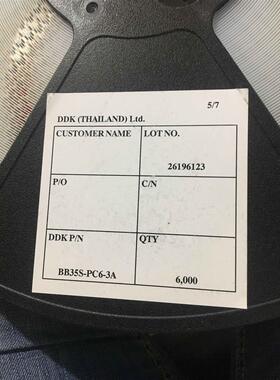 5/7
DDK (THAILAND) Ltd.
CUSTOMER NAME LOT NO.
26196123
P/O C/N
DDK P/N QTY
BB35S-PC6-3A 6,000